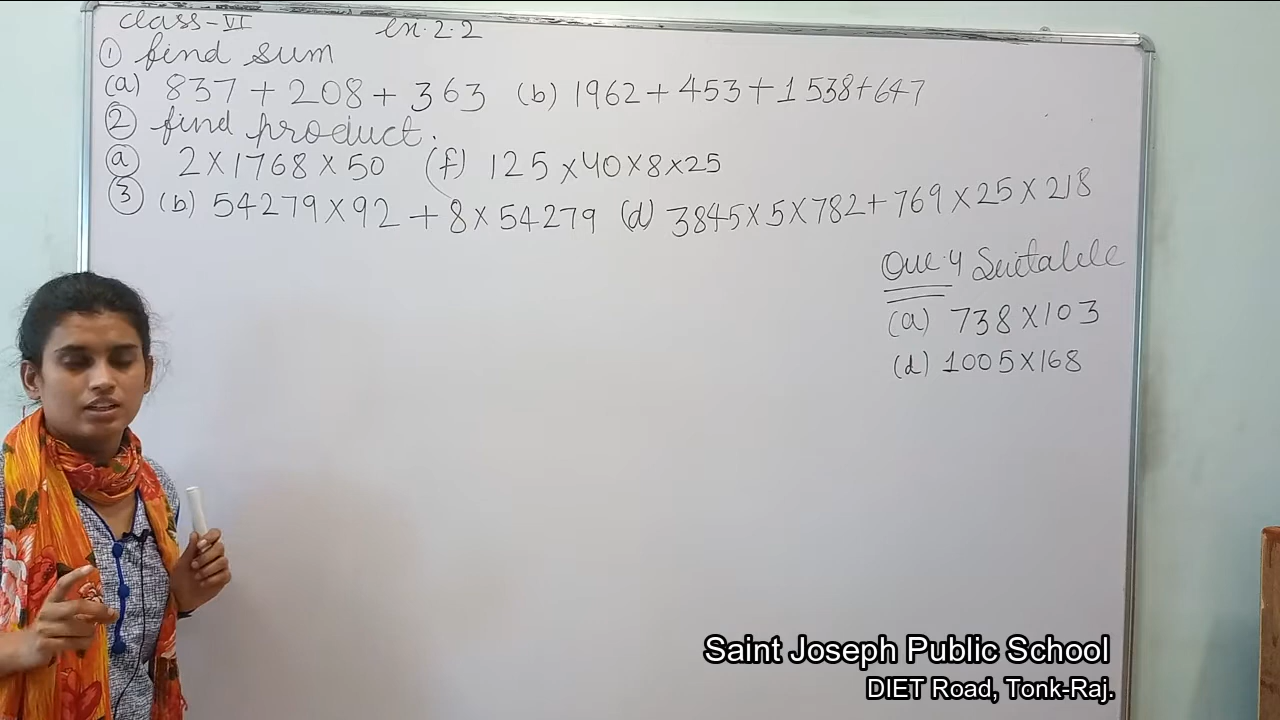 class-VI ex.2.2
① find sum
(a) 837 + 208 + 363 (b) 1962 + 453 + 1538 + 647
② find product.
ⓐ 2 × 1768 × 50 (f) 125 × 40 × 8 × 25
③ (b) 54279 × 92 + 8 × 54279 (d) 3845 × 5 × 782 + 769 × 25 × 218
Que.4 Suitable
(a) 738 × 103
(d) 1005 × 168
Saint Joseph Public School
DIET Road, Tonk-Raj.